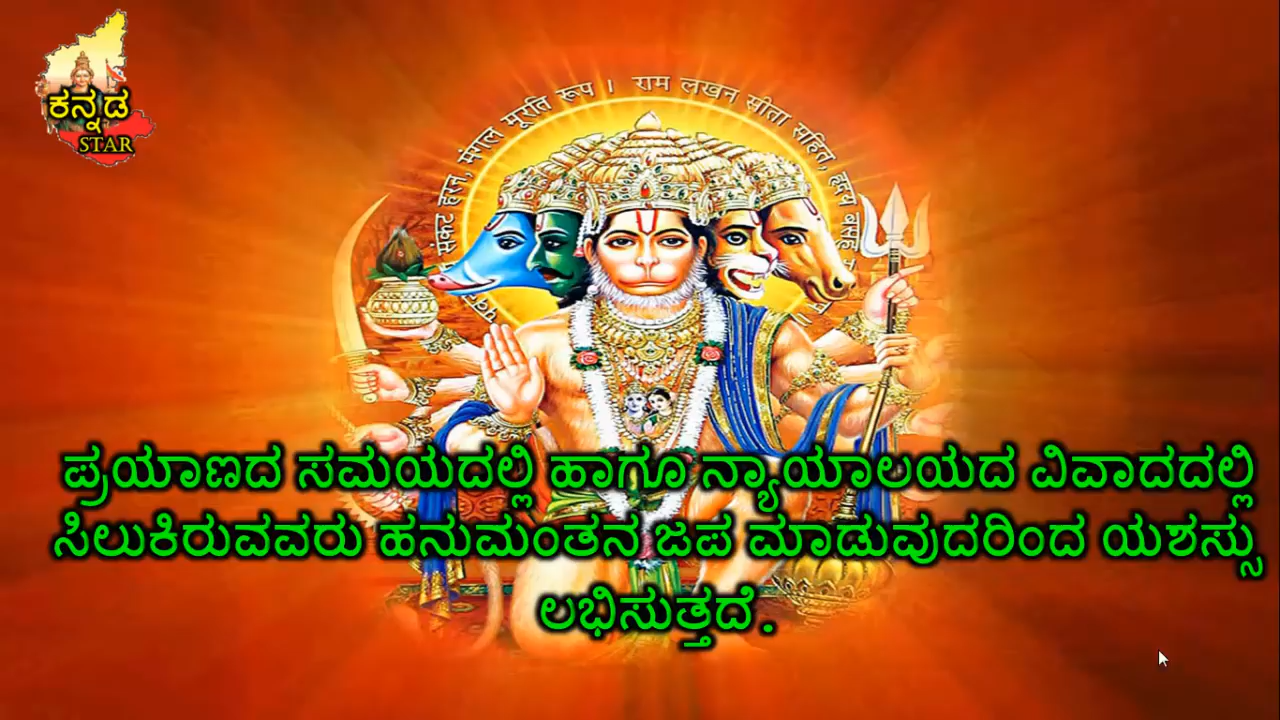 ಕನ್ನಡ
STAR
संकट हरन, मंगल मूरति रूप । राम लखन सीता सहित, हृदय बसहु
ಪ್ರಯಾಣದ ಸಮಯದಲ್ಲಿ ಹಾಗೂ ನ್ಯಾಯಾಲಯದ ವಿವಾದದಲ್ಲಿ
ಸಿಲುಕಿರುವವರು ಹನುಮಂತನ ಜಪ ಮಾಡುವುದರಿಂದ ಯಶಸ್ಸು
ಲಭಿಸುತ್ತದೆ.